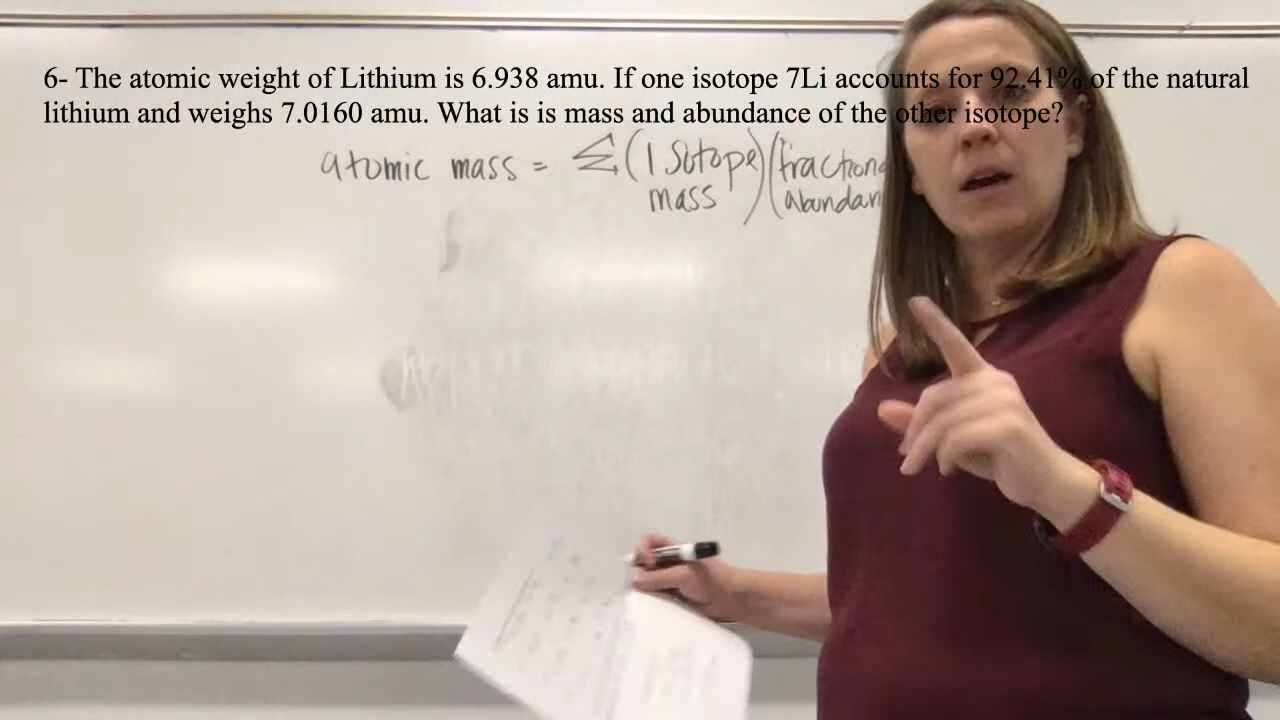 6- The atomic weight of Lithium is 6.938 amu. If one isotope 7Li accounts for 92.41% of the natural
lithium and weighs 7.0160 amu. What is is mass and abundance of the other isotope?
atomic mass = Σ (Isotope) (fraction
mass abundan